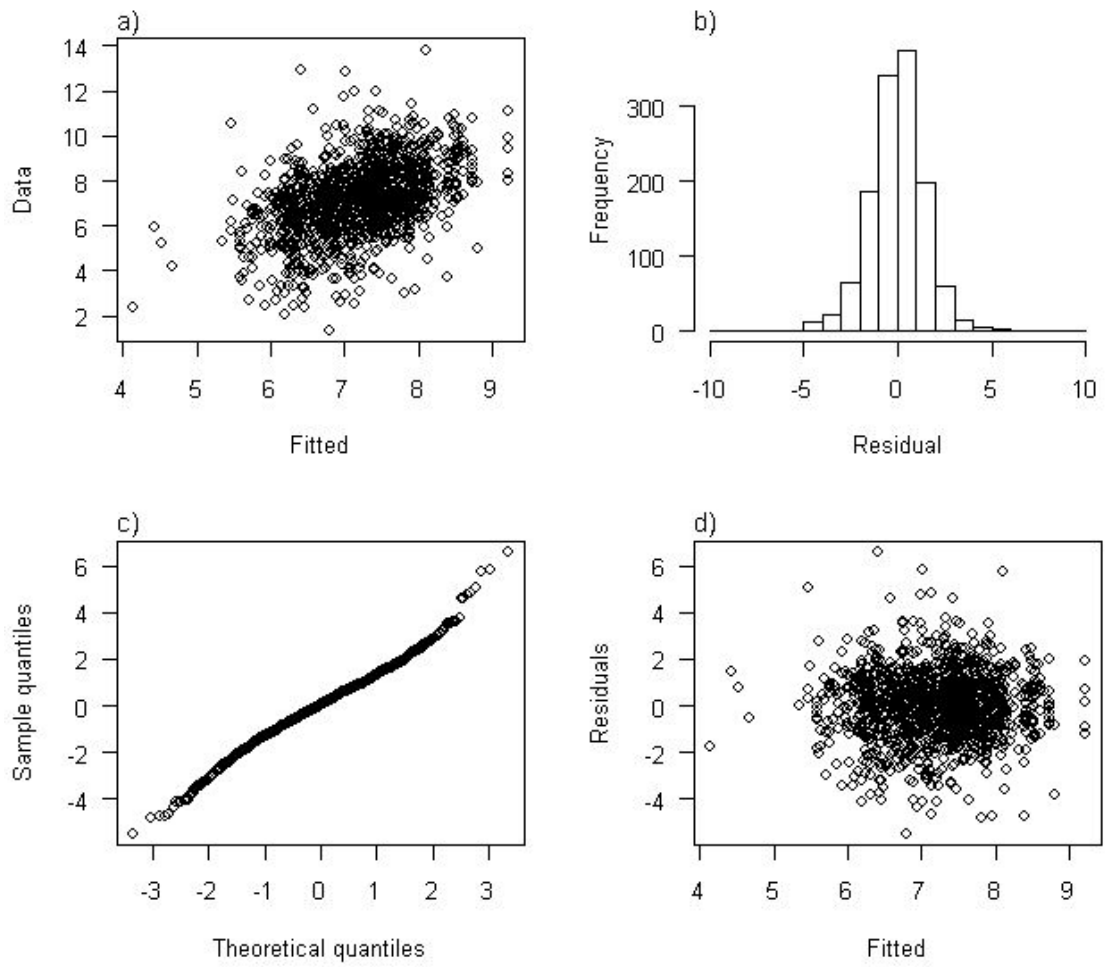 a)
14
12
10
8
6
4
2
Data
4 5 6 7 8 9
Fitted
b)
300
200
100
0
Frequency
-10 -5 0 5 10
Residual
c)
6
4
2
0
-2
-4
Sample quantiles
-3 -2 -1 0 1 2 3
Theoretical quantiles
d)
6
4
2
0
-2
-4
Residuals
4 5 6 7 8 9
Fitted